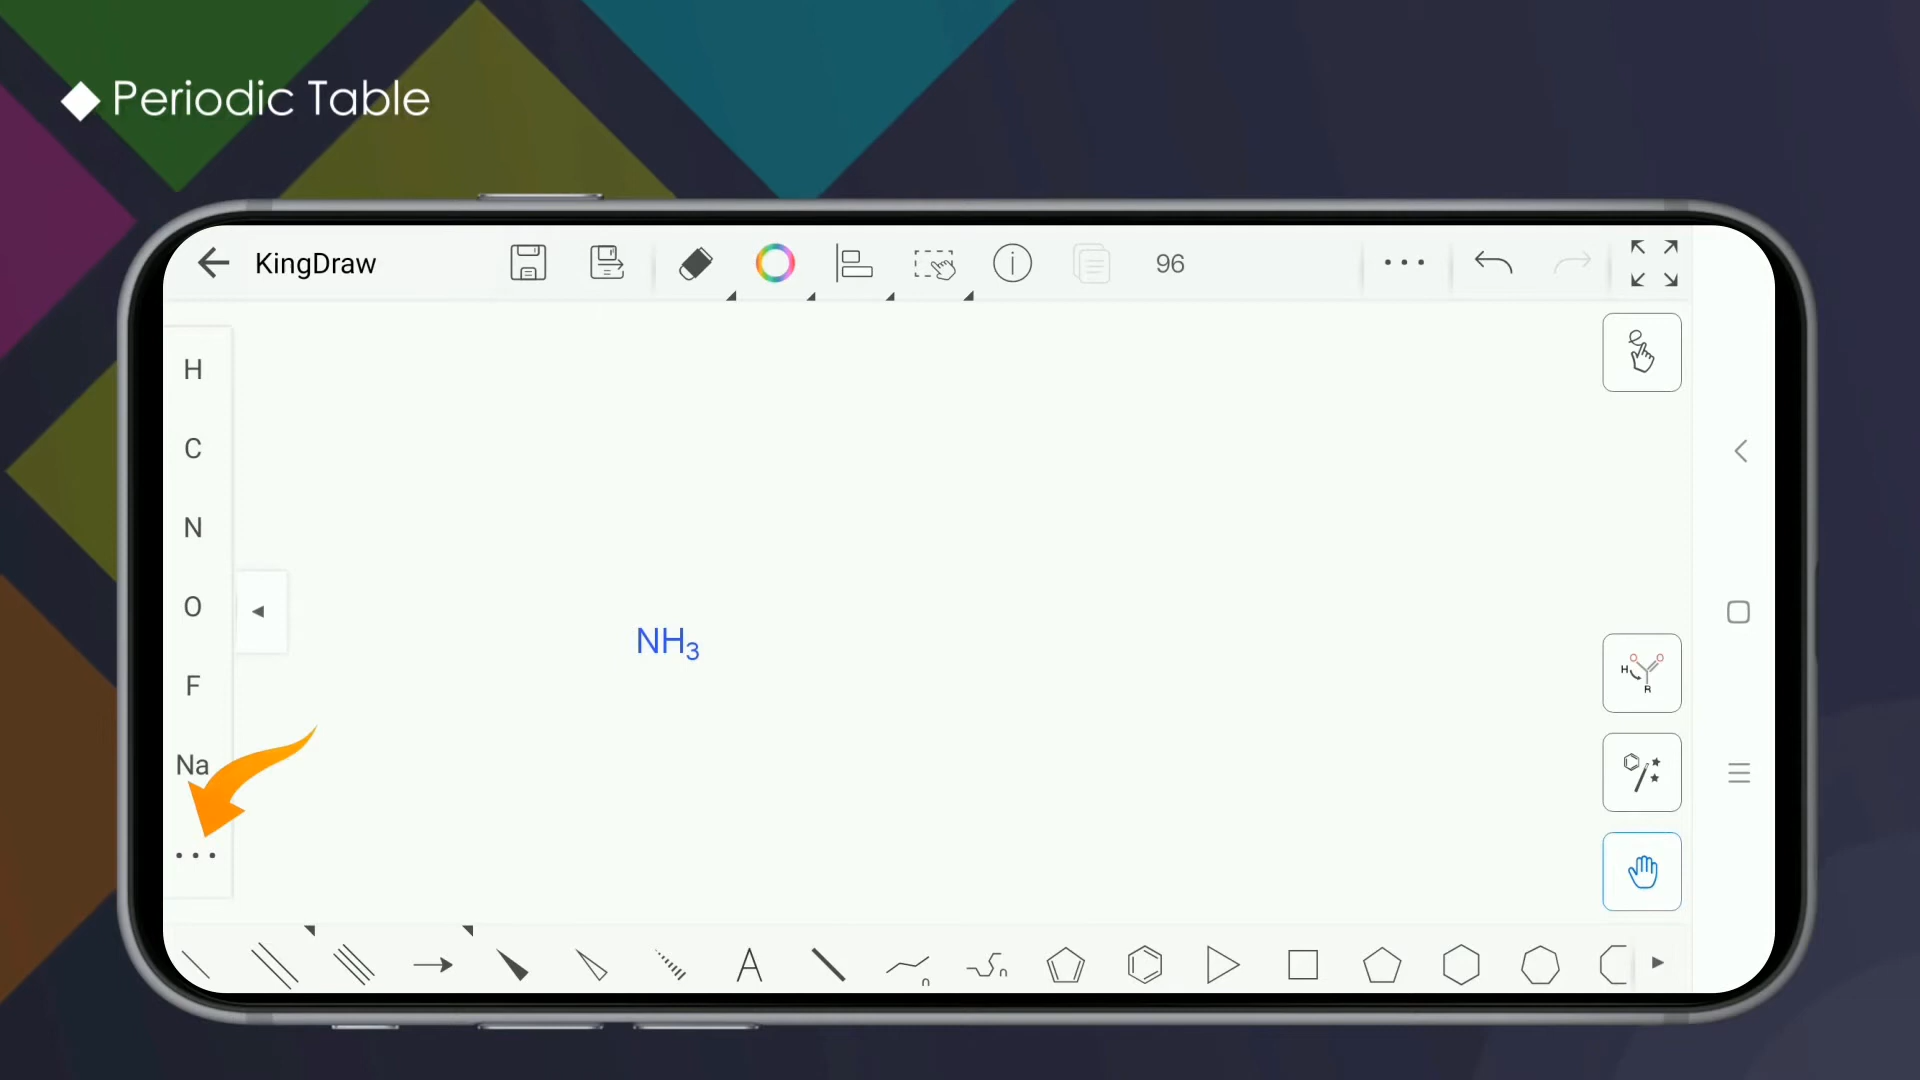 Periodic Table
KingDraw
96
H
C
N
O
F
Na
NH₃
H O O
R
A
n
n